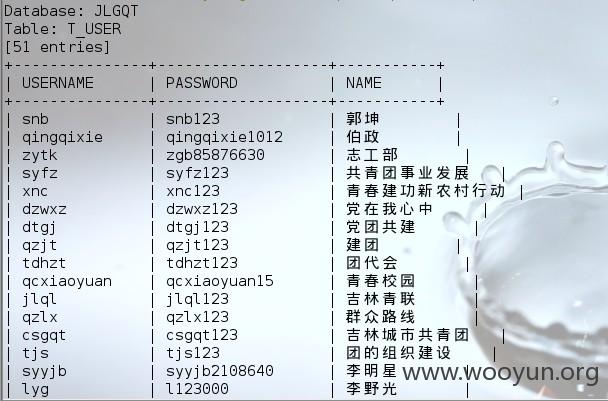 Database: JLGQT
Table: T_USER
[51 entries]
+---------------+------------------+-----------+
| USERNAME | PASSWORD | NAME |
+---------------+------------------+-----------+
| snb | snb123 | 郭坤 |
| qingqixie | qingqixie1012 | 伯政 |
| zytk | zgb85876630 | 志工部 |
| syfz | syfz123 | 共青团事业发展 |
| xnc | xnc123 | 青春建功新农村行动 |
| dzwxz | dzwxz123 | 党在我心中 |
| dtgj | dtgj123 | 党团共建 |
| qzjt | qzjt123 | 建团 |
| tdhzt | tdhzt123 | 团代会 |
| qcxiaoyuan | qcxiaoyuan15 | 青春校园 |
| jlql | jlql123 | 吉林青联 |
| qzlx | qzlx123 | 群众路线 |
| csgqt | csgqt123 | 吉林城市共青团 |
| tjs | tjs123 | 团的组织建设 |
| syyjb | syyjb2108640 | 李明星 |
| lyg | l123000 | 李野光 |
www.wooyun.org